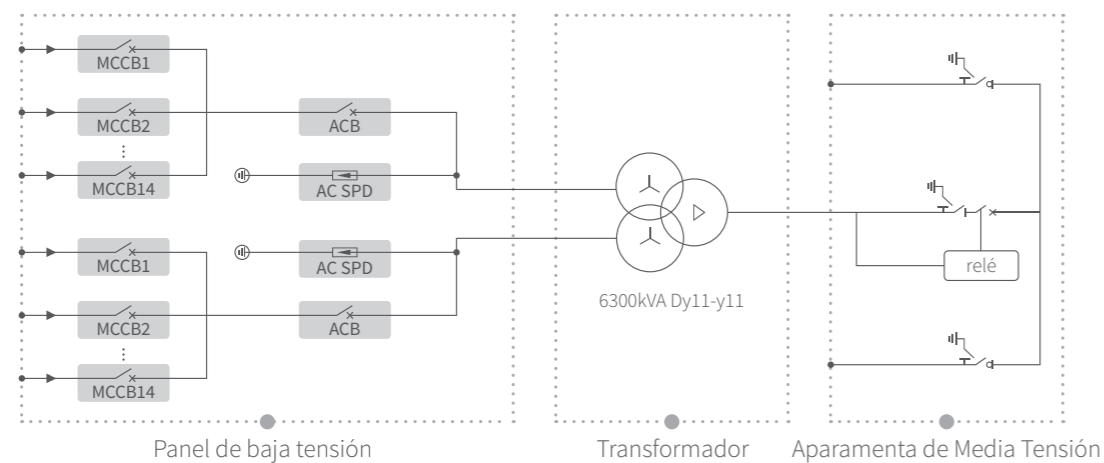 MCCB1
MCCB2
ACB
MCCB14
AC SPD
MCCB1
AC SPD
MCCB2
ACB
MCCB14
6300kVA Dy11-y11
relé
Panel de baja tensión
Transformador
Aparamenta de Media Tensión